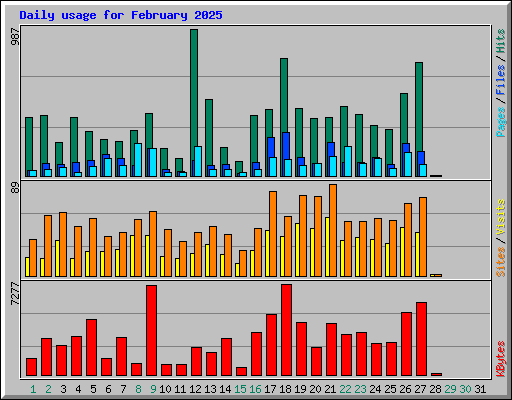 Daily usage for February 2025
987
Pages / Files / Hits
89
Sites / Visits
7277
KBytes
1 2 3 4 5 6 7 8 9 10 11 12 13 14 15 16 17 18 19 20 21 22 23 24 25 26 27 28 29 30 31